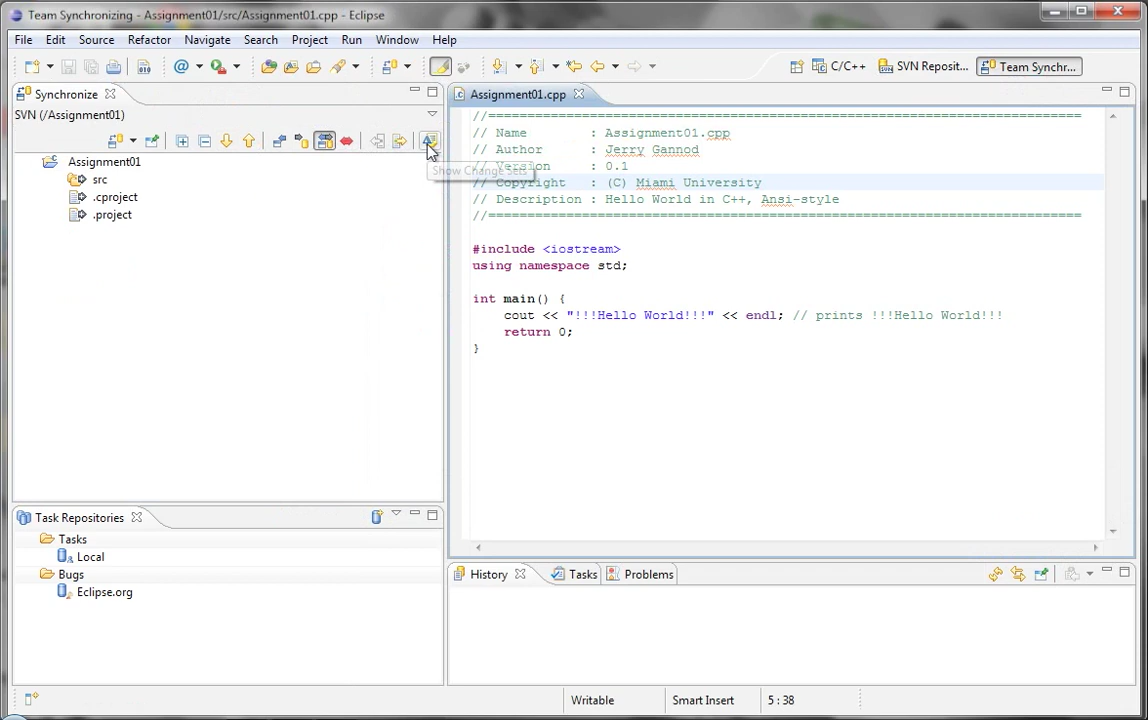 Team Synchronizing - Assignment01/src/Assignment01.cpp - Eclipse
File Edit Source Refactor Navigate Search Project Run Window Help
C/C++ SVN Reposit... Team Synchr...
Synchronize
SVN (/Assignment01)
Show Change Sets
Assignment01
src
.cproject
.project
Assignment01.cpp
//=============================================================================
// Name : Assignment01.cpp
// Author : Jerry Gannod
// Version : 0.1
// Copyright : (C) Miami University
// Description : Hello World in C++, Ansi-style
//=============================================================================
#include <iostream>
using namespace std;
int main() {
cout << "!!!Hello World!!!" << endl; // prints !!!Hello World!!!
return 0;
}
Task Repositories
Tasks
Local
Bugs
Eclipse.org
History Tasks Problems
Writable Smart Insert 5 : 38